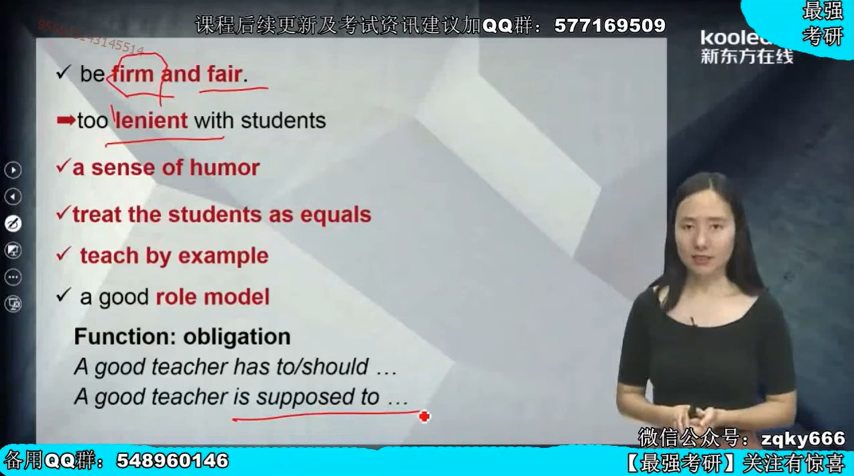 课程后续更新及考试资讯建议加QQ群：577169509
最强
考研
koole
新东方在线
✓ be firm and fair.
➡too lenient with students
✓a sense of humor
✓treat the students as equals
✓ teach by example
✓ a good role model
Function: obligation
A good teacher has to/should …
A good teacher is supposed to …
微信公众号：zqky666
备用QQ群：548960146
【最强考研】关注有惊喜